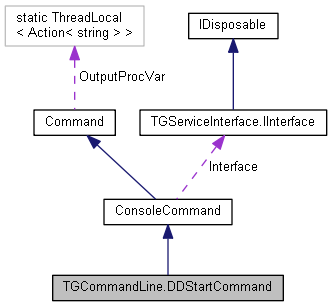 static ThreadLocal
< Action< string > >
IDisposable
OutputProcVar
Command
TGServiceInterface.IInterface
Interface
ConsoleCommand
TGCommandLine.DDStartCommand